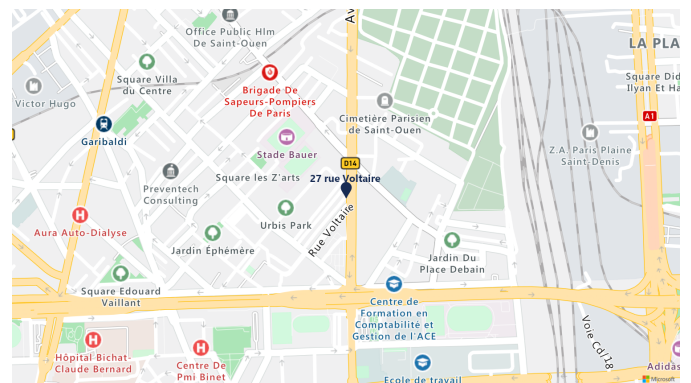 Office Public Hlm
De Saint-Ouen
Av
LA PLA
Square Villa
du Centre
Brigade De
Sapeurs-Pompiers
De Paris
Square Did
Ilyan Et Ha
Victor Hugo
Cimetière Parisien
de Saint-Ouen
A1
Garibaldi
Stade Bauer
Z.A. Paris Plaine
Saint-Denis
D14
Preventech
Consulting
Square les Z'arts
27 rue Voltaire
Aura Auto-Dialyse
Urbis Park
Rue Voltaire
Jardin Éphémère
Jardin Du
Place Debain
Square Edouard
Vaillant
Centre de
Formation en
Comptabilité et
Gestion de l'ACE
Voie Cdl18
Hôpital Bichat-
Claude Bernard
Centre De
Pmi Binet
Adidas
Ecole de travail
Microsoft